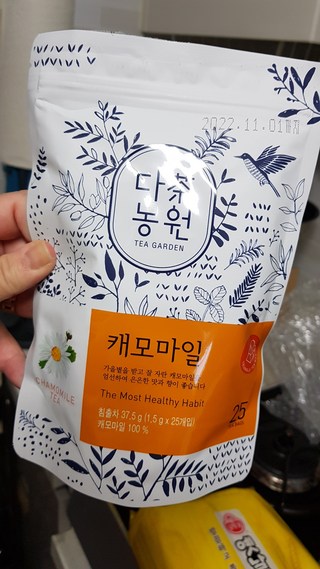 2022.11.01까지
다茶
농원
TEA GARDEN
캐모마일
가을볕을 받고 잘 자란 캐모마일
엄선하여 은은한 맛과 향이 좋습니다
The Most Healthy Habit
침출차 37.5 g (1.5 g x 25개입)
캐모마일 100 %
CHAMOMILE
TEA
25